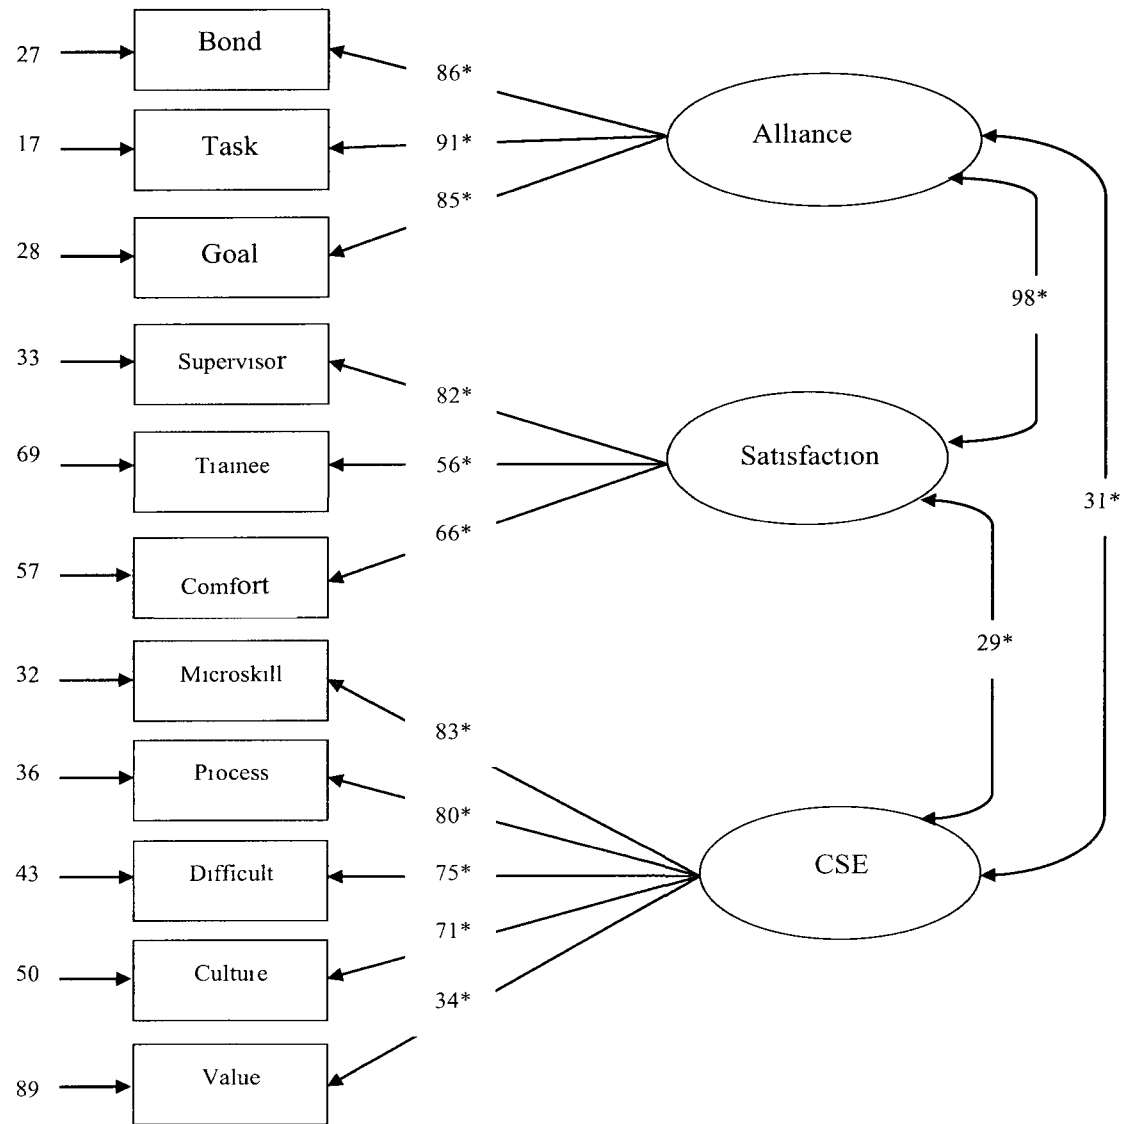 27
Bond
86*
17
Task
91*
Alliance
28
Goal
85*
98*
33
Supervisor
82*
69
Trainee
56*
Satisfaction
57
Comfort
66*
31*
29*
32
Microskill
83*
36
Process
80*
43
Difficult
75*
CSE
50
Culture
71*
89
Value
34*